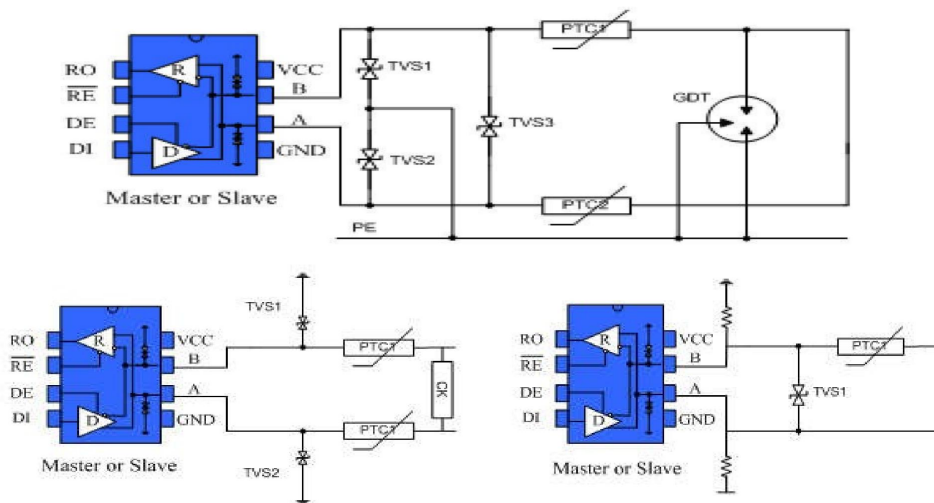 PTC1
RO VCC TVS1
R
RE B GDT
DE A TVS3
DI GND TVS2
D
Master or Slave PTC2
PE
TVS1
RO VCC PTC1
R
RE B
DE A CK
DI GND PTC1
D
Master or Slave
TVS2
RO VCC PTC1
R
RE B
DE A TVS1
DI GND
D
Master or Slave